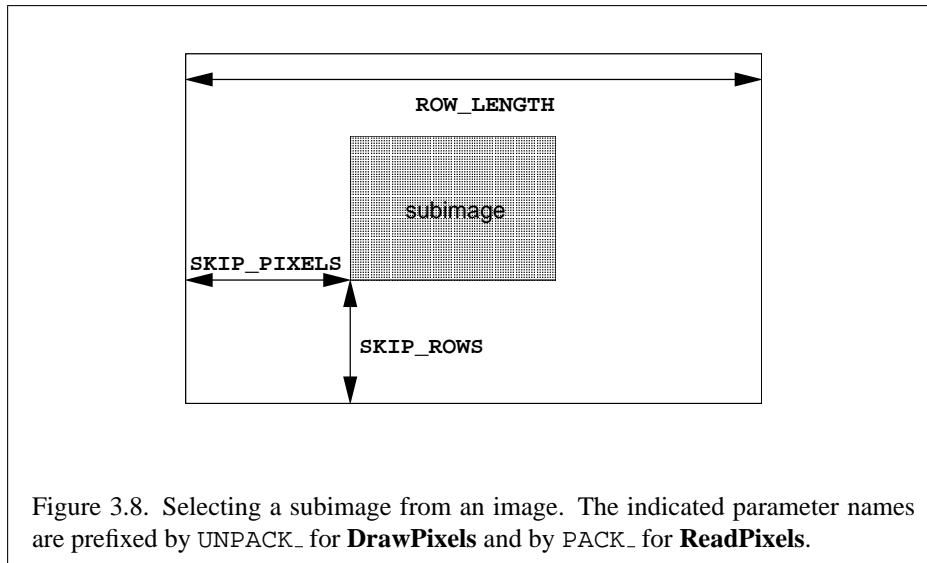 ROW_LENGTH
subimage
SKIP_PIXELS
SKIP_ROWS
Figure 3.8. Selecting a subimage from an image. The indicated parameter names
are prefixed by UNPACK_ for DrawPixels and by PACK_ for ReadPixels.